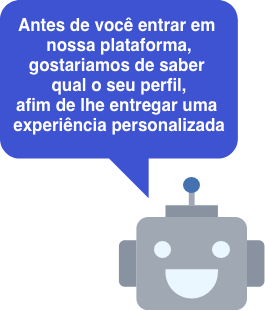 Antes de você entrar em
nossa plataforma,
gostariamos de saber
qual o seu perfil,
afim de lhe entregar uma
experiência personalizada